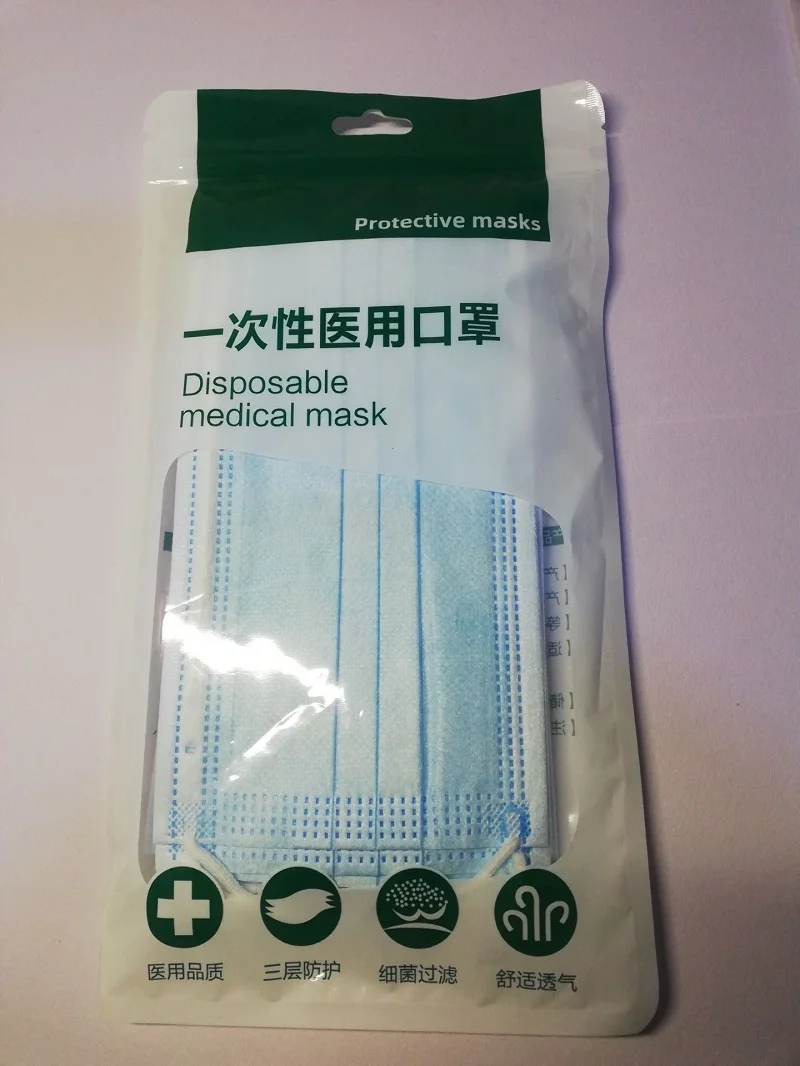 Protective masks
一次性医用口罩
Disposable
medical mask
医用品质
三层防护
细菌过滤
舒适透气